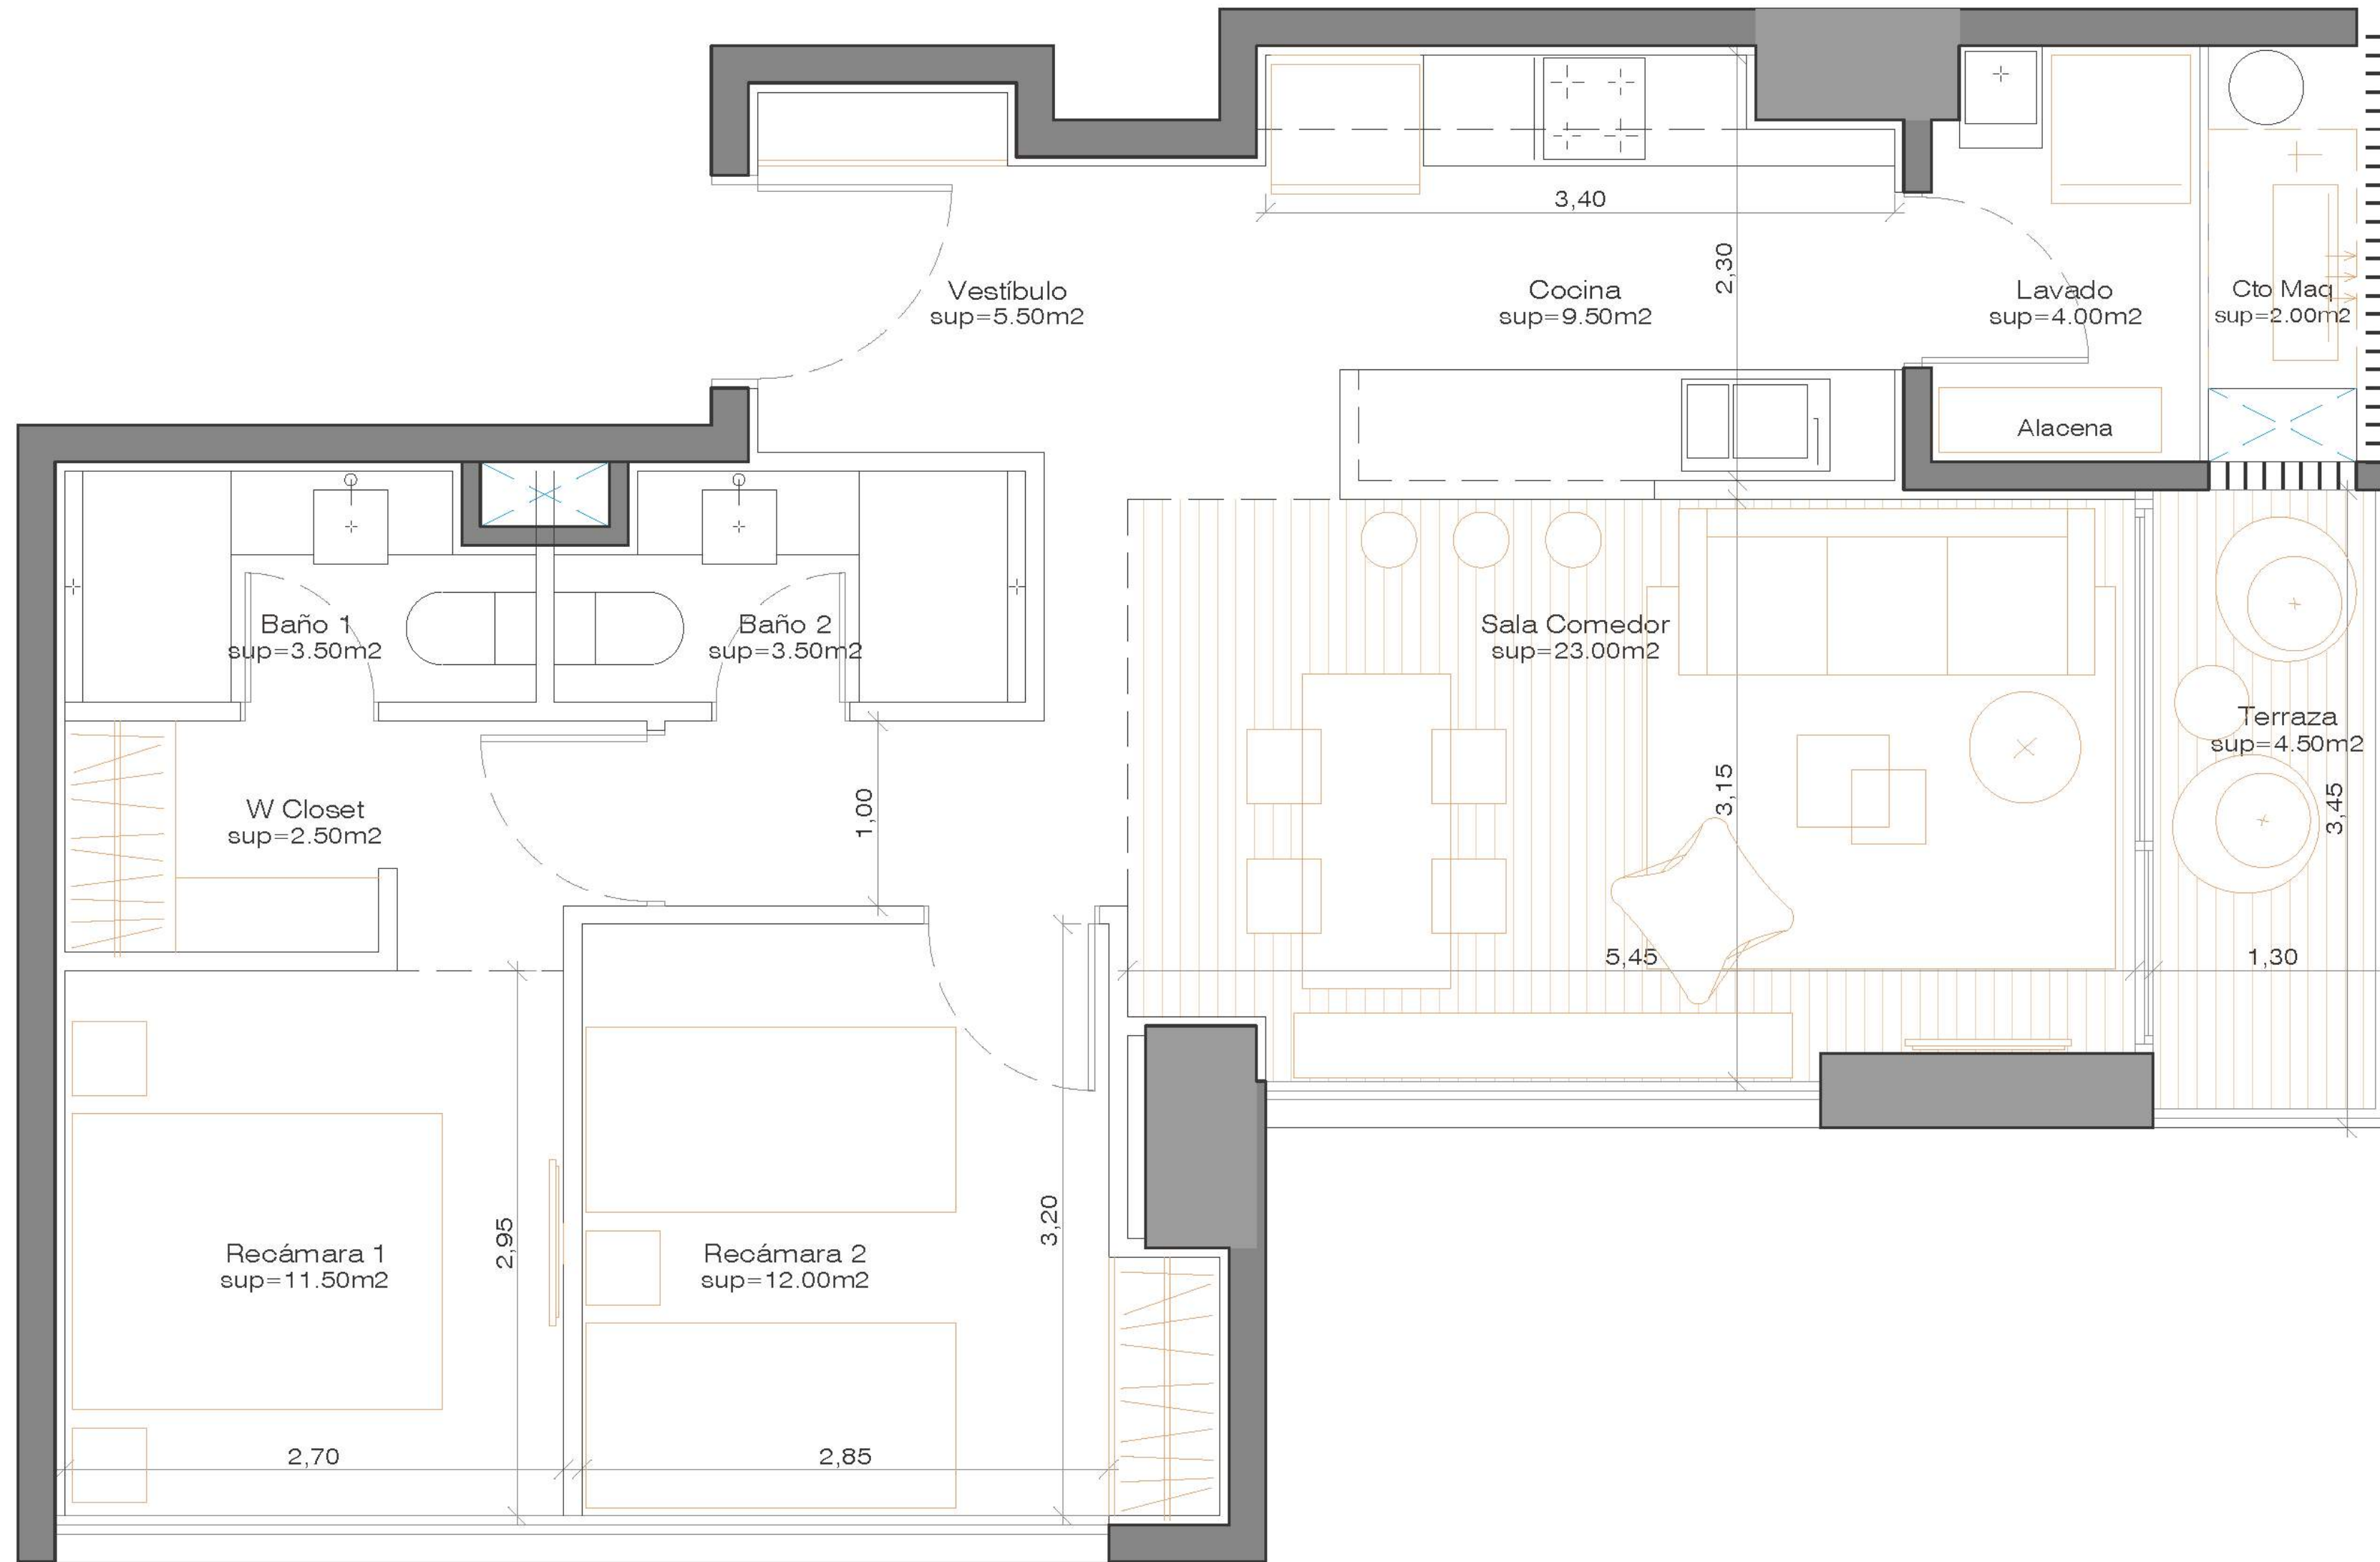 3,40
2,30
Vestíbulo
sup=5.50m2
Cocina
sup=9.50m2
Lavado
sup=4.00m2
Cto Maq
sup=2.00m2
Alacena
Baño 1
sup=3.50m2
Baño 2
sup=3.50m2
Sala Comedor
sup=23.00m2
Terraza
sup=4.50m2
W Closet
sup=2.50m2
1,00
3,15
3,45
5,45
1,30
Recámara 1
sup=11.50m2
2,95
Recámara 2
sup=12.00m2
3,20
2,70
2,85